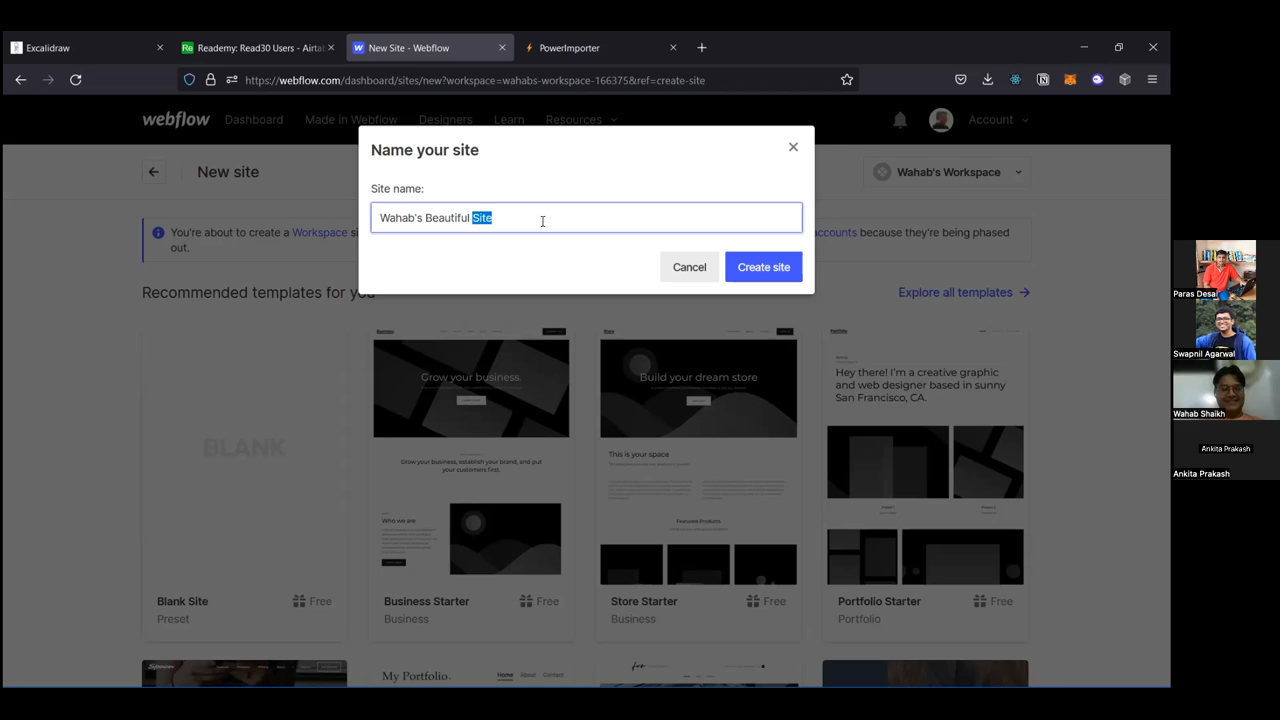 Excalidraw
Readmy: Read30 Users - Airta
New Site - Webflow
PowerImporter
https://webflow.com/dashboard/sites/new?workspace=wahabs-workspace-166375&ref=create-site
webflow
Dashboard
Made in Webflow
Designers
Learn
Resources
Account
New site
Wahab's Workspace
Name your site
Site name:
Wahab's Beautiful Site
Cancel
Create site
You're about to create a Workspace si
accounts because they're being phased
out.
Recommended templates for you
Explore all templates
BLANK
Business
Grow your business.
Grow your business, establish your brand, and put
your customers first.
Who we are
Store
Build your dream store
This is your space
Featured Products
Portfolio
Hey there! I'm a creative graphic
and web designer based in sunny
San Francisco, CA.
Blank Site
Free
Preset
Business Starter
Free
Business
Store Starter
Free
Business
Portfolio Starter
Free
Portfolio
My Portfolio.
Home
About
Contact
Paras Desai
Swapnil Agarwal
Wahab Shaikh
Ankita Prakash
Ankita Prakash